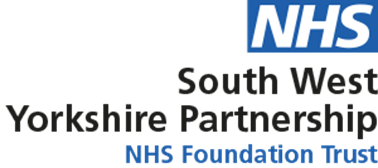 NHS
South West
Yorkshire Partnership
NHS Foundation Trust